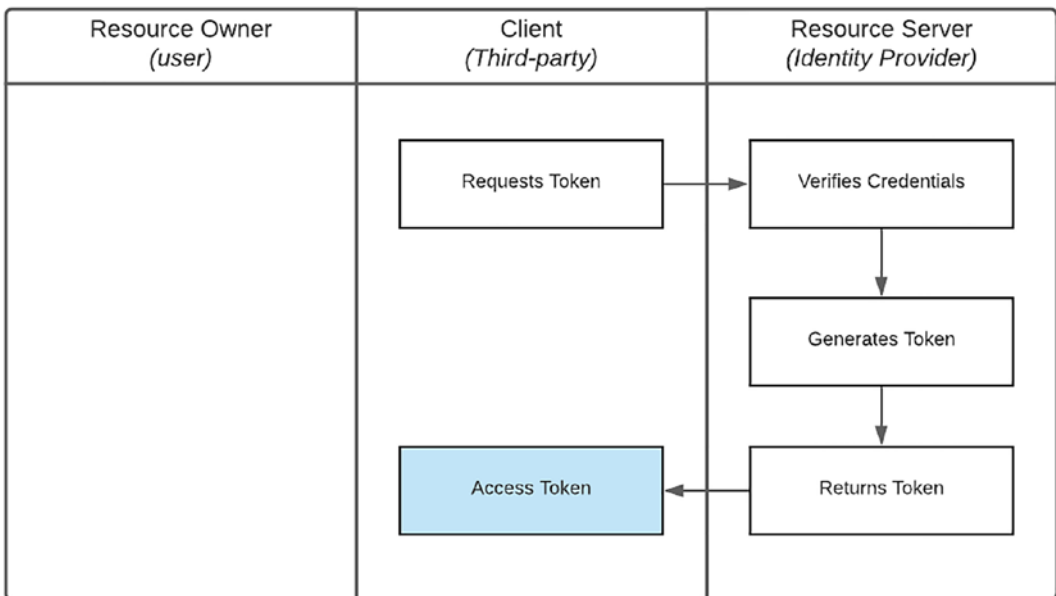 Resource Owner
(user)
Client
(Third-party)
Resource Server
(Identity Provider)
Requests Token
Verifies Credentials
Generates Token
Access Token
Returns Token